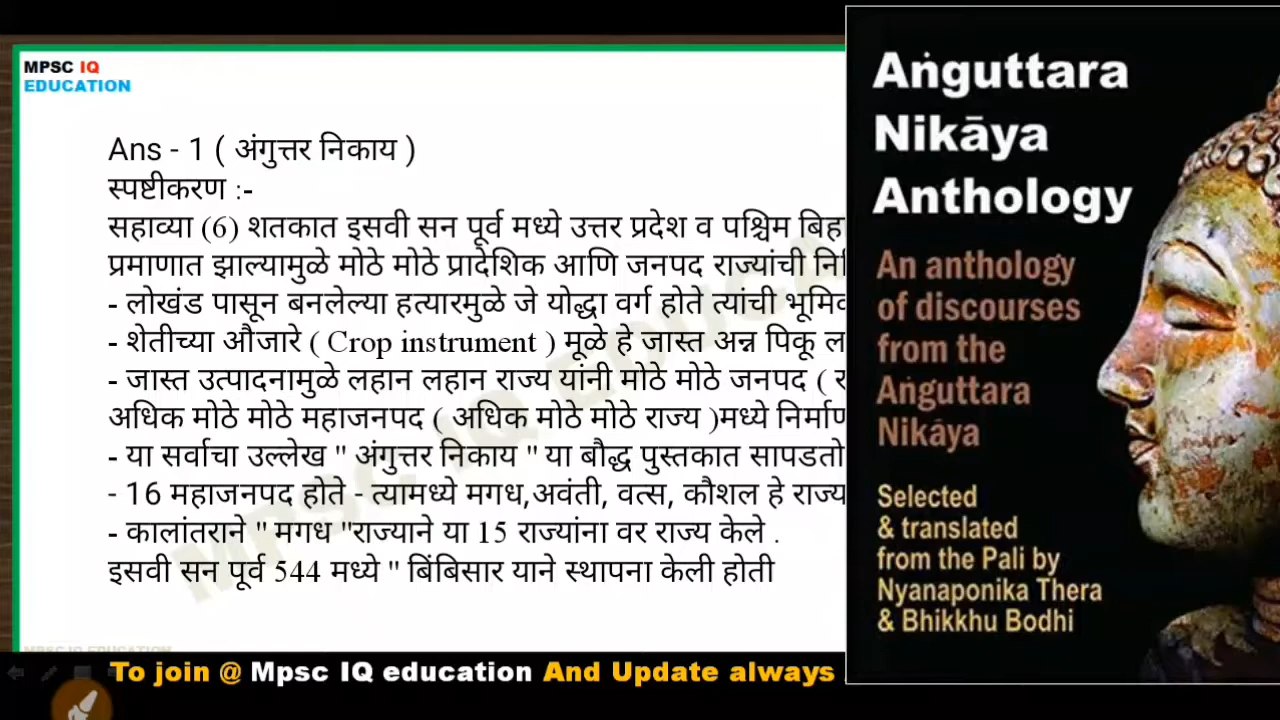 MPSC IQ
EDUCATION
Ans - 1 ( अंगुत्तर निकाय )
स्पष्टीकरण :-
सहाव्या (6) शतकात इसवी सन पूर्व मध्ये उत्तर प्रदेश व पश्चिम
प्रमाणात झाल्यामुळे मोठे मोठे प्रादेशिक आणि जनपद राज्यांची
- लोखंड पासून बनलेल्या हत्यारमुळे जे योद्धा वर्ग होते त्यांची
- शेतीच्या औजारे ( Crop instrument ) मूळे हे जास्त अन्न पिकू
- जास्त उत्पादनामुळे लहान लहान राज्य यांनी मोठे मोठे जनपद (
अधिक मोठे मोठे महाजनपद ( अधिक मोठे मोठे राज्य )मध्ये
- या सर्वाचा उल्लेख " अंगुत्तर निकाय " या बौद्ध पुस्तकात सापडतो
- 16 महाजनपद होते - त्यामध्ये मगध,अवंती, वत्स, कौशल हे राज्य
- कालांतराने " मगध "राज्याने या 15 राज्यांना वर राज्य केले .
इसवी सन पूर्व 544 मध्ये " बिंबिसार याने स्थापना केली होती
MPSC IQ EDUCATION
To join @ Mpsc IQ education And Update always
Aṅguttara
Nikāya
Anthology
An anthology
of discourses
from the
Aṅguttara
Nikāya
Selected
& translated
from the Pali by
Nyanaponika Thera
& Bhikkhu Bodhi